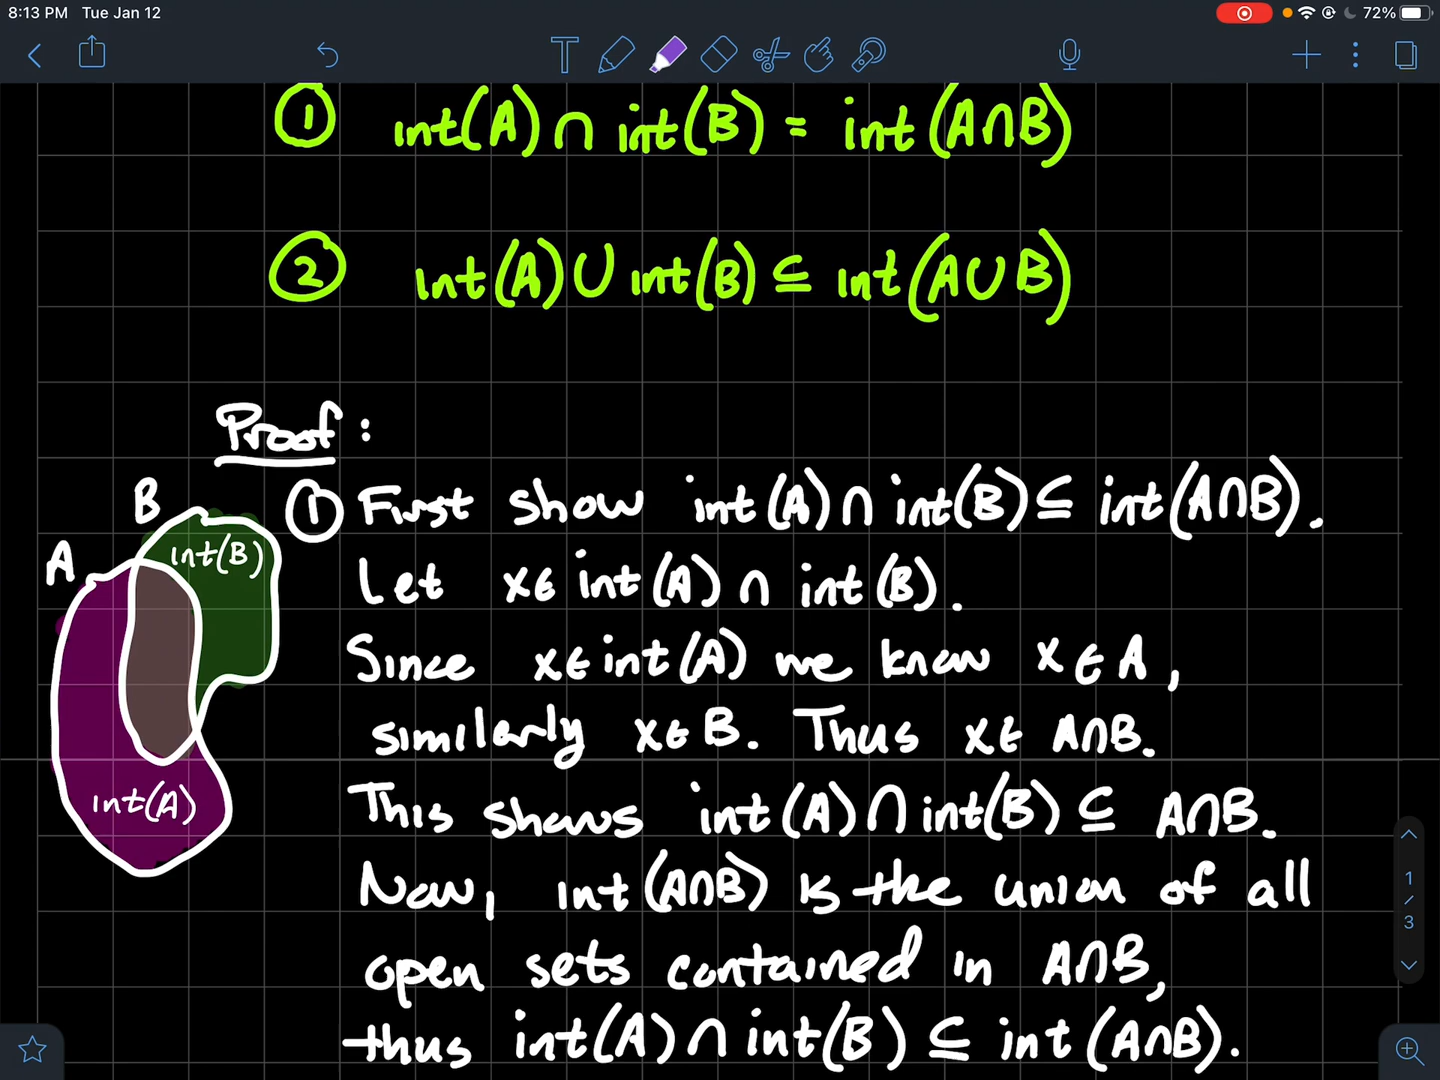 8:13 PM Tue Jan 12 72%
① int(A) ∩ int(B) = int(A∩B)
② int(A) ∪ int(B) ⊆ int(A∪B)
Proof:
B
A
int(B)
int(A)
① First show int(A) ∩ int(B) ⊆ int(A∩B).
Let x∈ int(A) ∩ int(B).
Since x∈ int(A) we know x∈A,
similarly x∈B. Thus x∈ A∩B.
This shows int(A) ∩ int(B) ⊆ A∩B.
Now, int(A∩B) is the union of all
open sets contained in A∩B,
thus int(A) ∩ int(B) ⊆ int(A∩B).
1
/
3